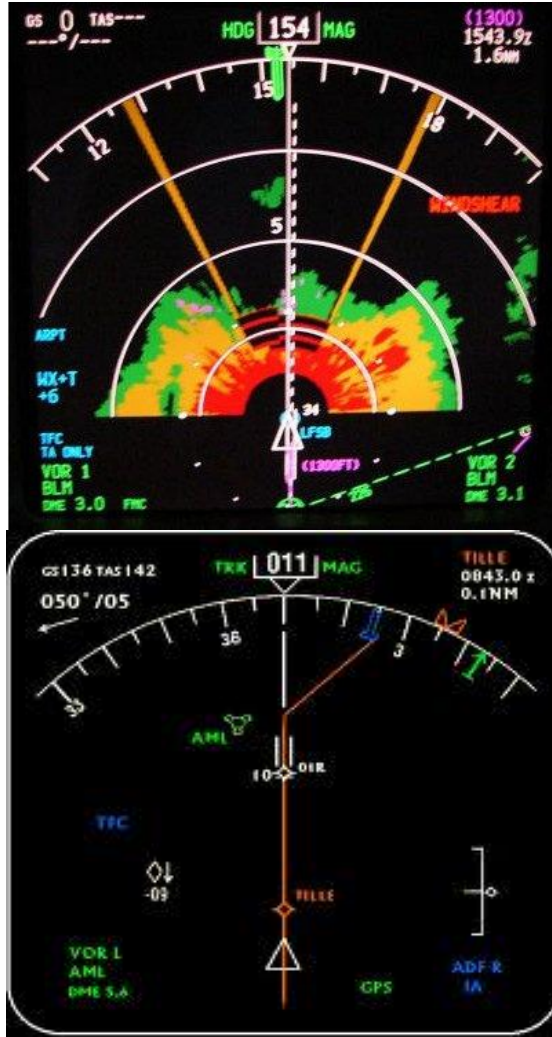 GS 0 TAS---
---°/---
HDG 154 MAG
(1300)
1543.9Z
1.6NM
12
15
18
5
WINDSHEAR
ARPT
WX+T
+6
TFC
TA ONLY
VOR 1
BLM
DME 3.0 FMC
34
LFSB
(1300FT)
VOR 2
BLM
DME 3.1
GS136 TAS142
050°/05
TRK 011 MAG
TILLE
0843.0 z
0.1NM
33
36
3
AML
10
01R
TFC
-09
TILLE
VOR L
AML
DME 5.6
GPS
ADF R
IA